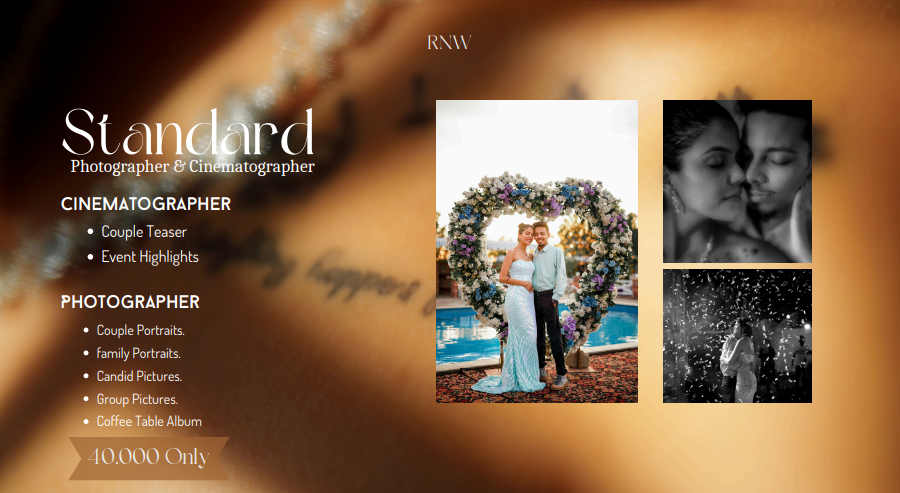 RNW
Standard
Photographer & Cinematographer
CINEMATOGRAPHER
Couple Teaser
Event Highlights
PHOTOGRAPHER
Couple Portraits.
family Portraits.
Candid Pictures.
Group Pictures.
Coffee Table Album
40,000 Only
happes